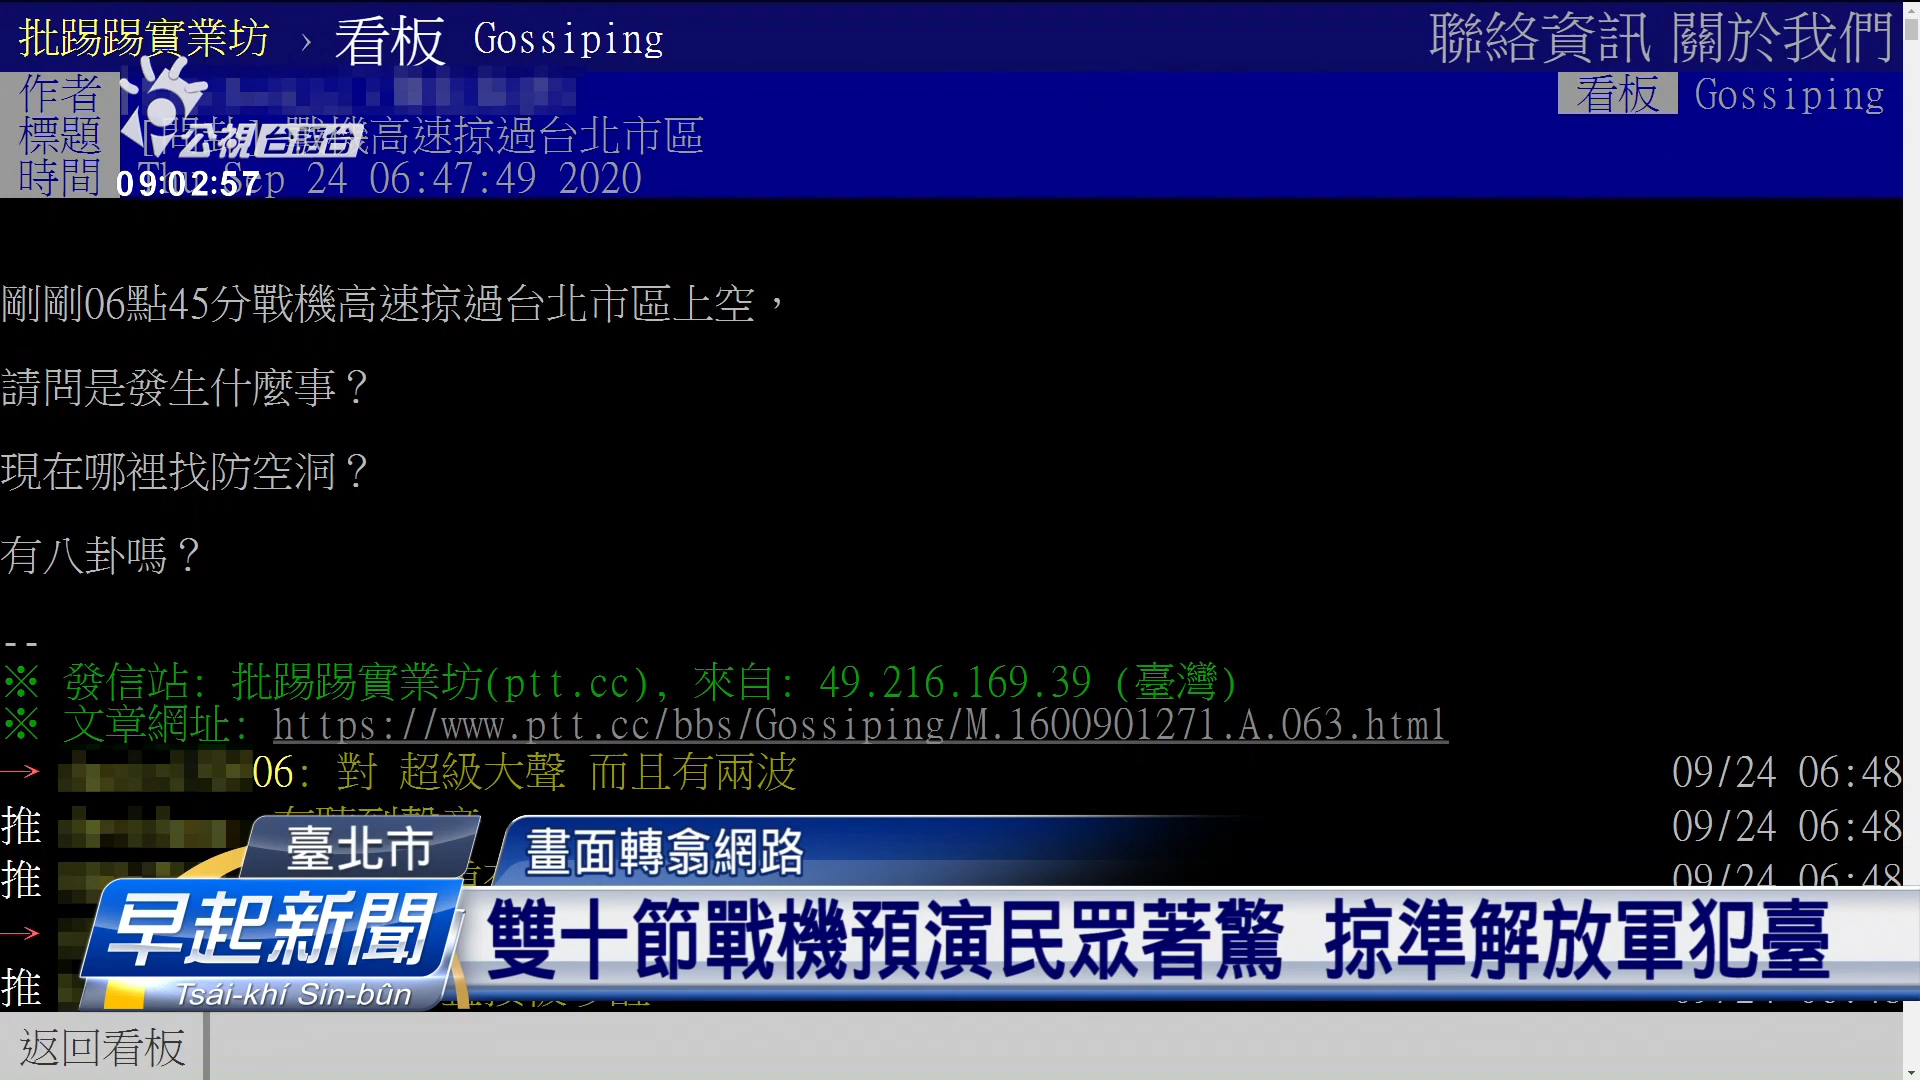 批踢踢實業坊 › 看板 Gossiping 聯絡資訊 關於我們
作者 看板 Gossiping
標題 戰機高速掠過台北市區
公視台語台
時間 Thu Sep 24 06:47:49 2020
09:02:57
剛剛06點45分戰機高速掠過台北市區上空，
請問是發生什麼事？
現在哪裡找防空洞？
有八卦嗎？
--
※ 發信站: 批踢踢實業坊(ptt.cc), 來自: 49.216.169.39 (臺灣)
※ 文章網址: https://www.ptt.cc/bbs/Gossiping/M.1600901271.A.063.html
→ 06: 對 超級大聲 而且有兩波 09/24 06:48
推 09/24 06:48
推 09/24 06:48
→
推
臺北市
畫面轉翕網路
早起新聞
Tsái-khí Sin-bûn
雙十節戰機預演民眾著驚 掠準解放軍犯臺
返回看板